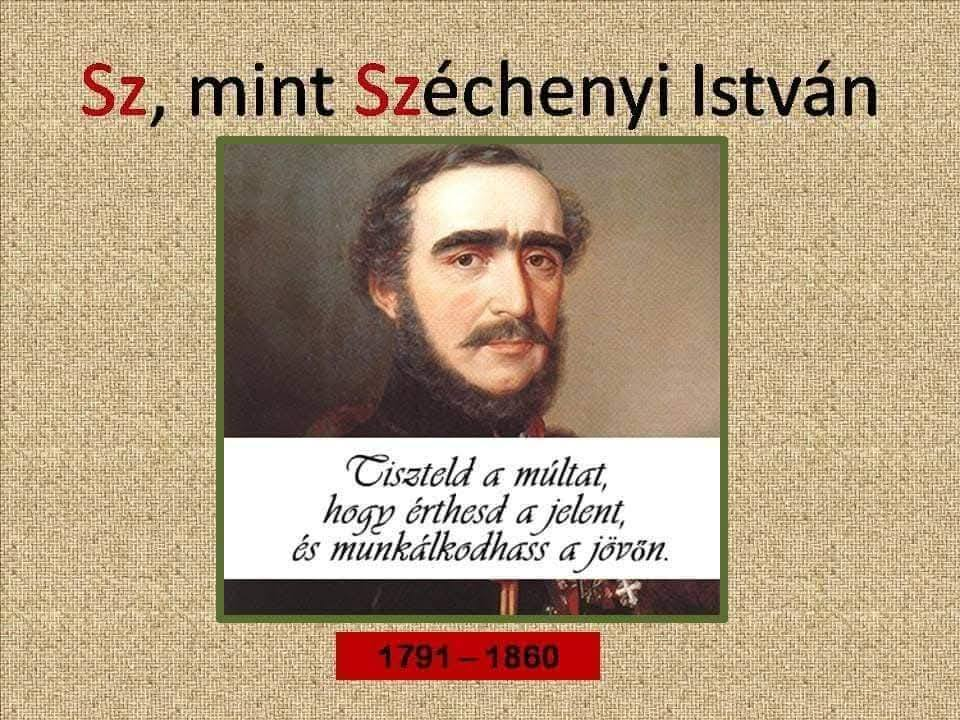 Sz, mint Széchenyi István
Tiszteld a múltat,
hogy érthesd a jelent,
és munkálkodhass a jövőn.
1791 – 1860